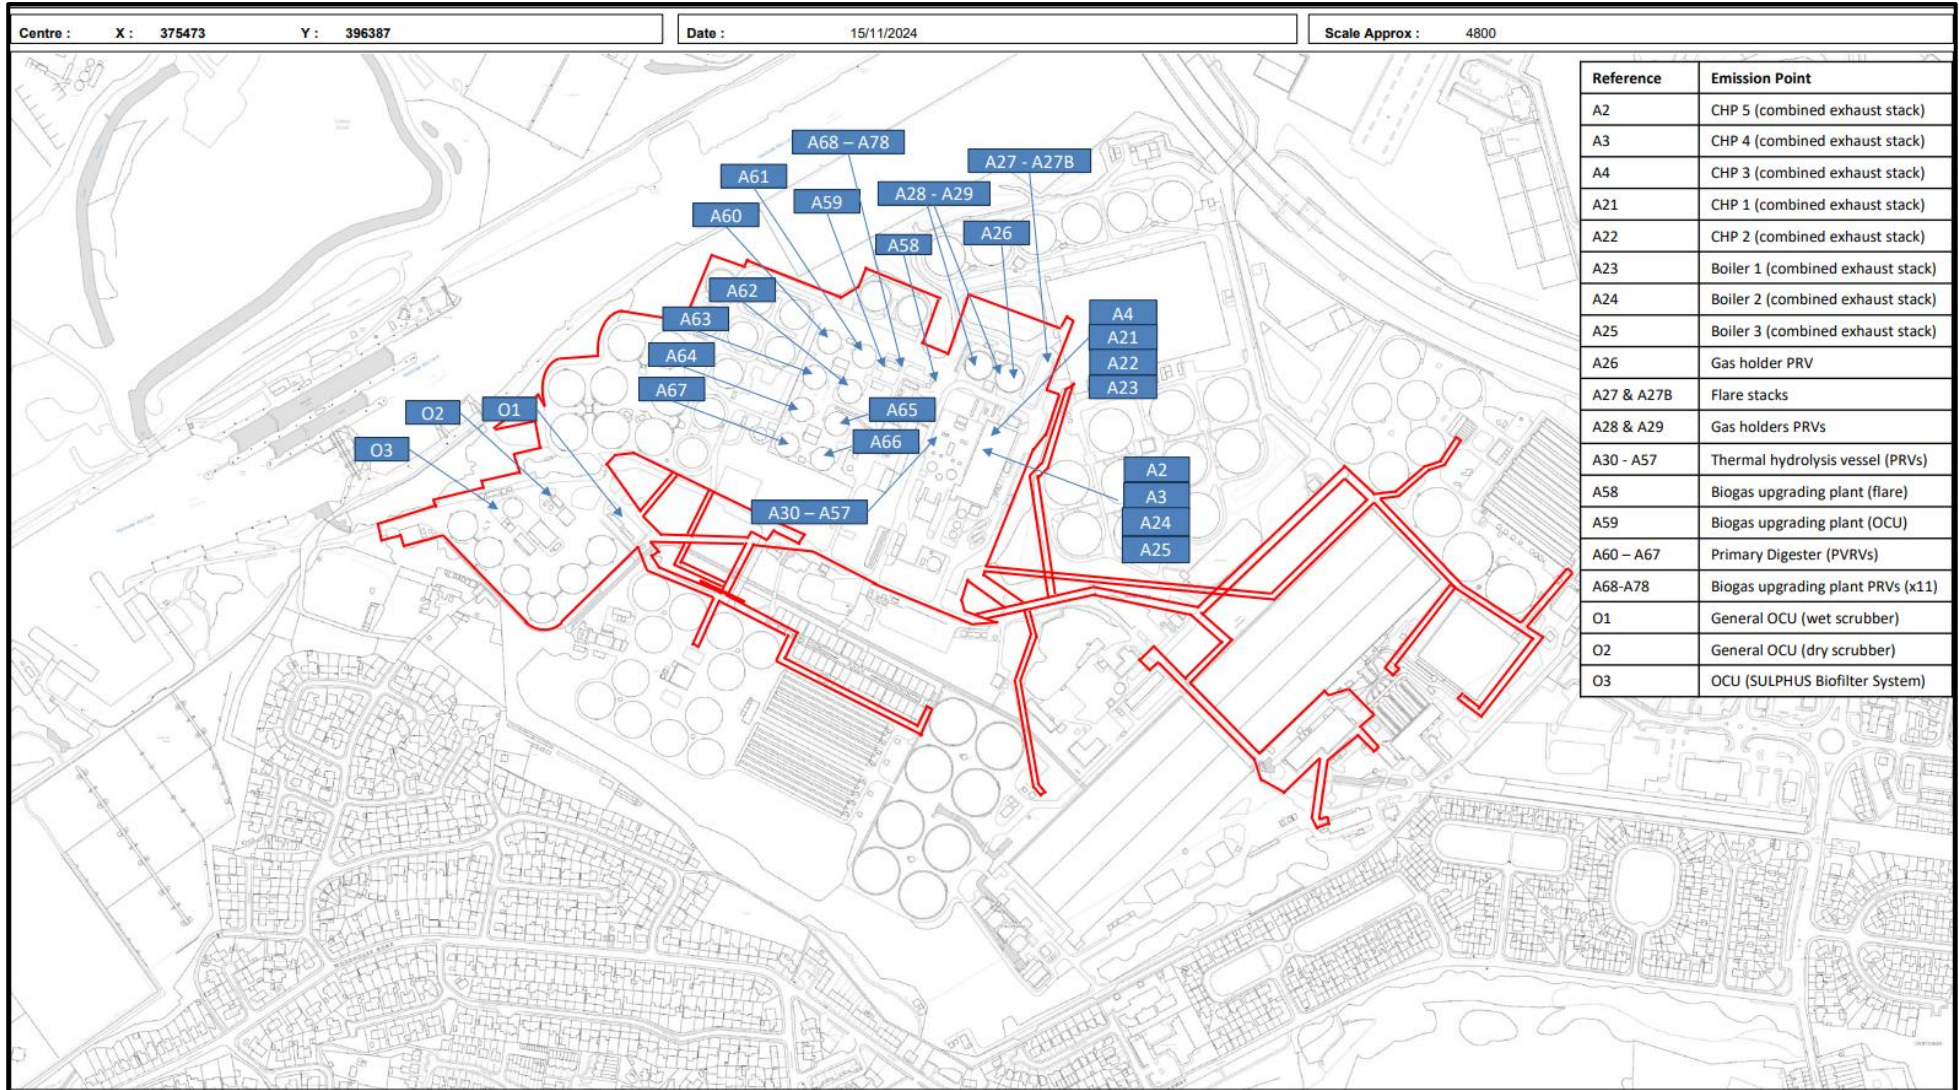 Centre : X : 375473 Y : 396387
Date : 15/11/2024
Scale Approx : 4800
Reference Emission Point
A2 CHP 5 (combined exhaust stack)
A3 CHP 4 (combined exhaust stack)
A4 CHP 3 (combined exhaust stack)
A21 CHP 1 (combined exhaust stack)
A22 CHP 2 (combined exhaust stack)
A23 Boiler 1 (combined exhaust stack)
A24 Boiler 2 (combined exhaust stack)
A25 Boiler 3 (combined exhaust stack)
A26 Gas holder PRV
A27 & A27B Flare stacks
A28 & A29 Gas holders PRVs
A30 - A57 Thermal hydrolysis vessel (PRVs)
A58 Biogas upgrading plant (flare)
A59 Biogas upgrading plant (OCU)
A60 – A67 Primary Digester (PVRVs)
A68-A78 Biogas upgrading plant PRVs (x11)
O1 General OCU (wet scrubber)
O2 General OCU (dry scrubber)
O3 OCU (SULPHUS Biofilter System)
A68 – A78
A27 - A27B
A61
A59
A28 - A29
A60
A58
A26
A62
A63
A4
A21
A22
A23
A64
A67
A65
A66
O2
O1
O3
A2
A3
A24
A25
A30 – A57